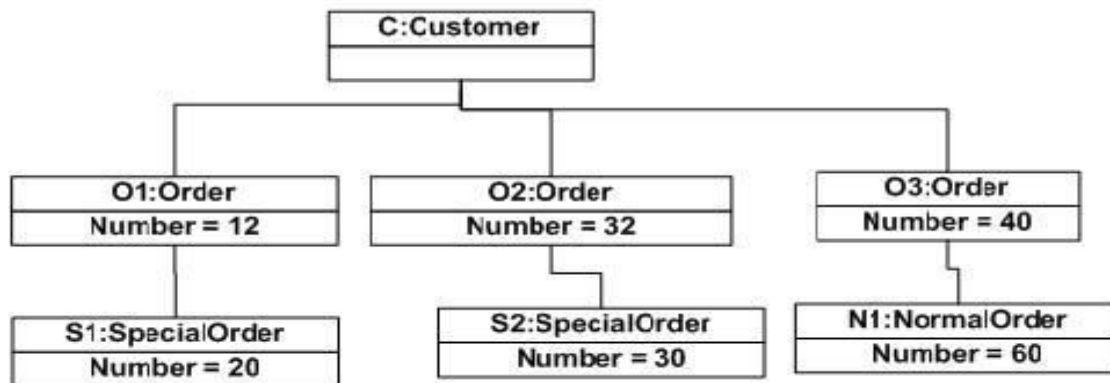 C:Customer
O1:Order
Number = 12
O2:Order
Number = 32
O3:Order
Number = 40
S1:SpecialOrder
Number = 20
S2:SpecialOrder
Number = 30
N1:NormalOrder
Number = 60